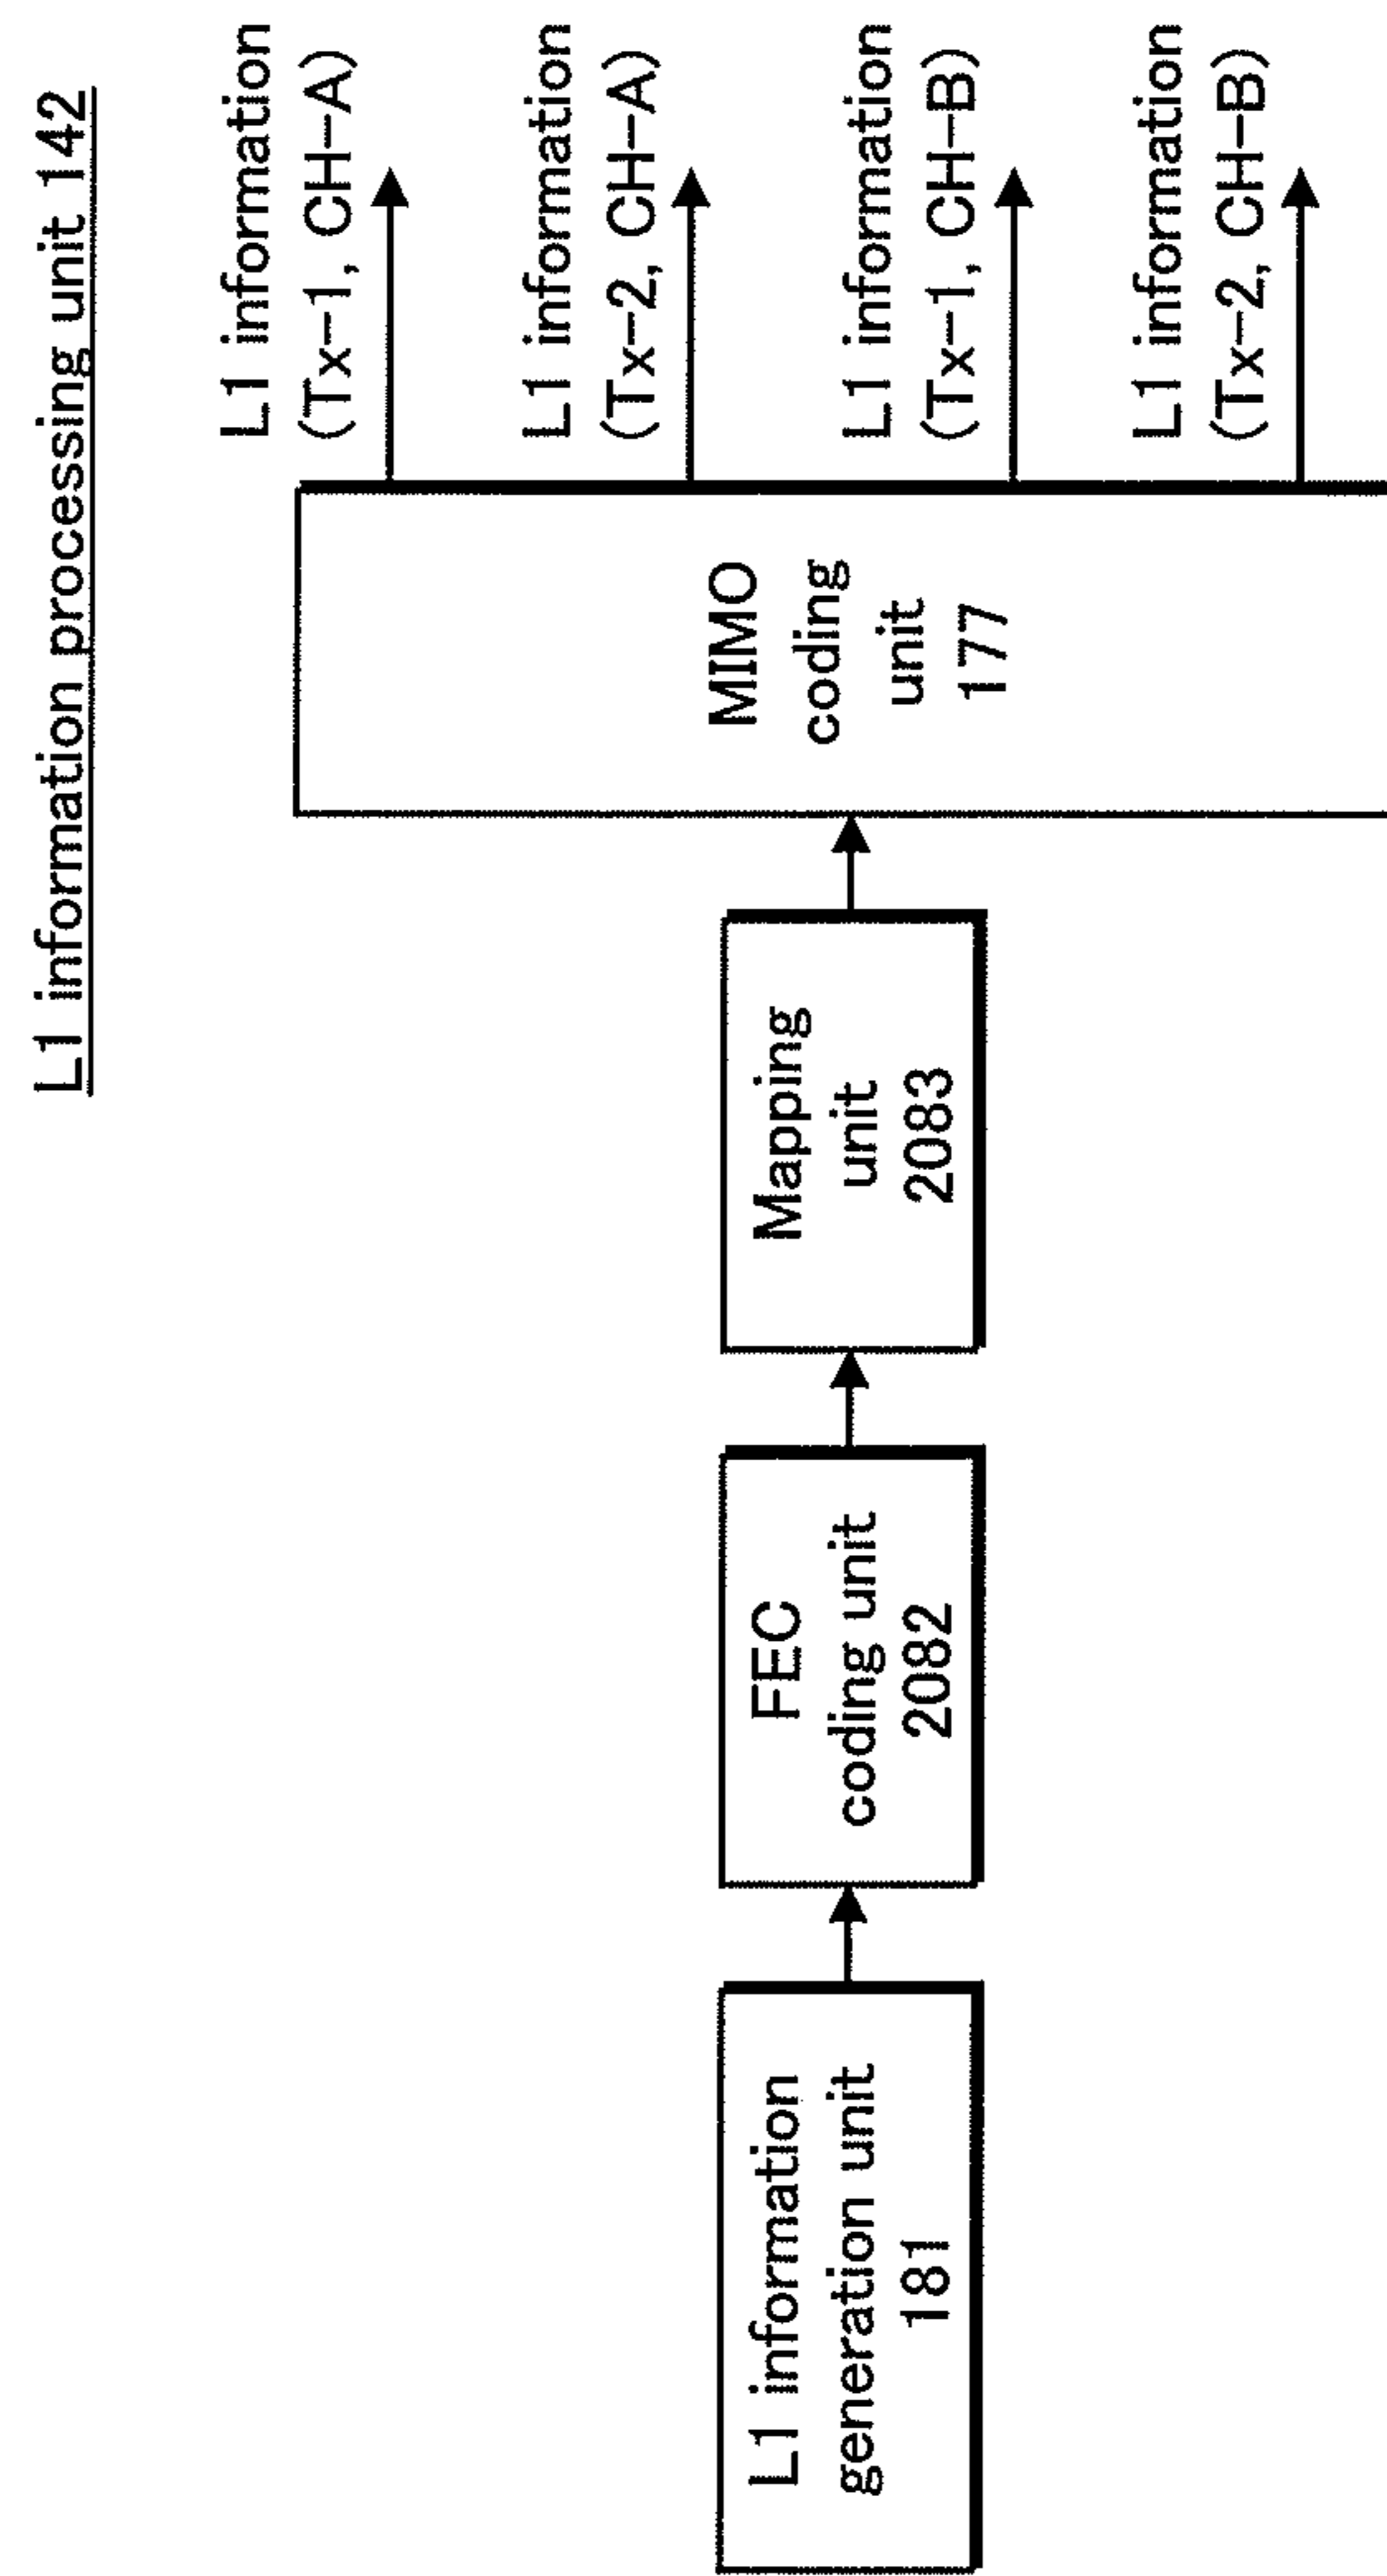 L1 information processing unit 142
L1 information
generation unit
181
FEC
coding unit
2082
Mapping
unit
2083
MIMO
coding
unit
177
L1 information
(Tx-1, CH-A)
L1 information
(Tx-2, CH-A)
L1 information
(Tx-1, CH-B)
L1 information
(Tx-2, CH-B)